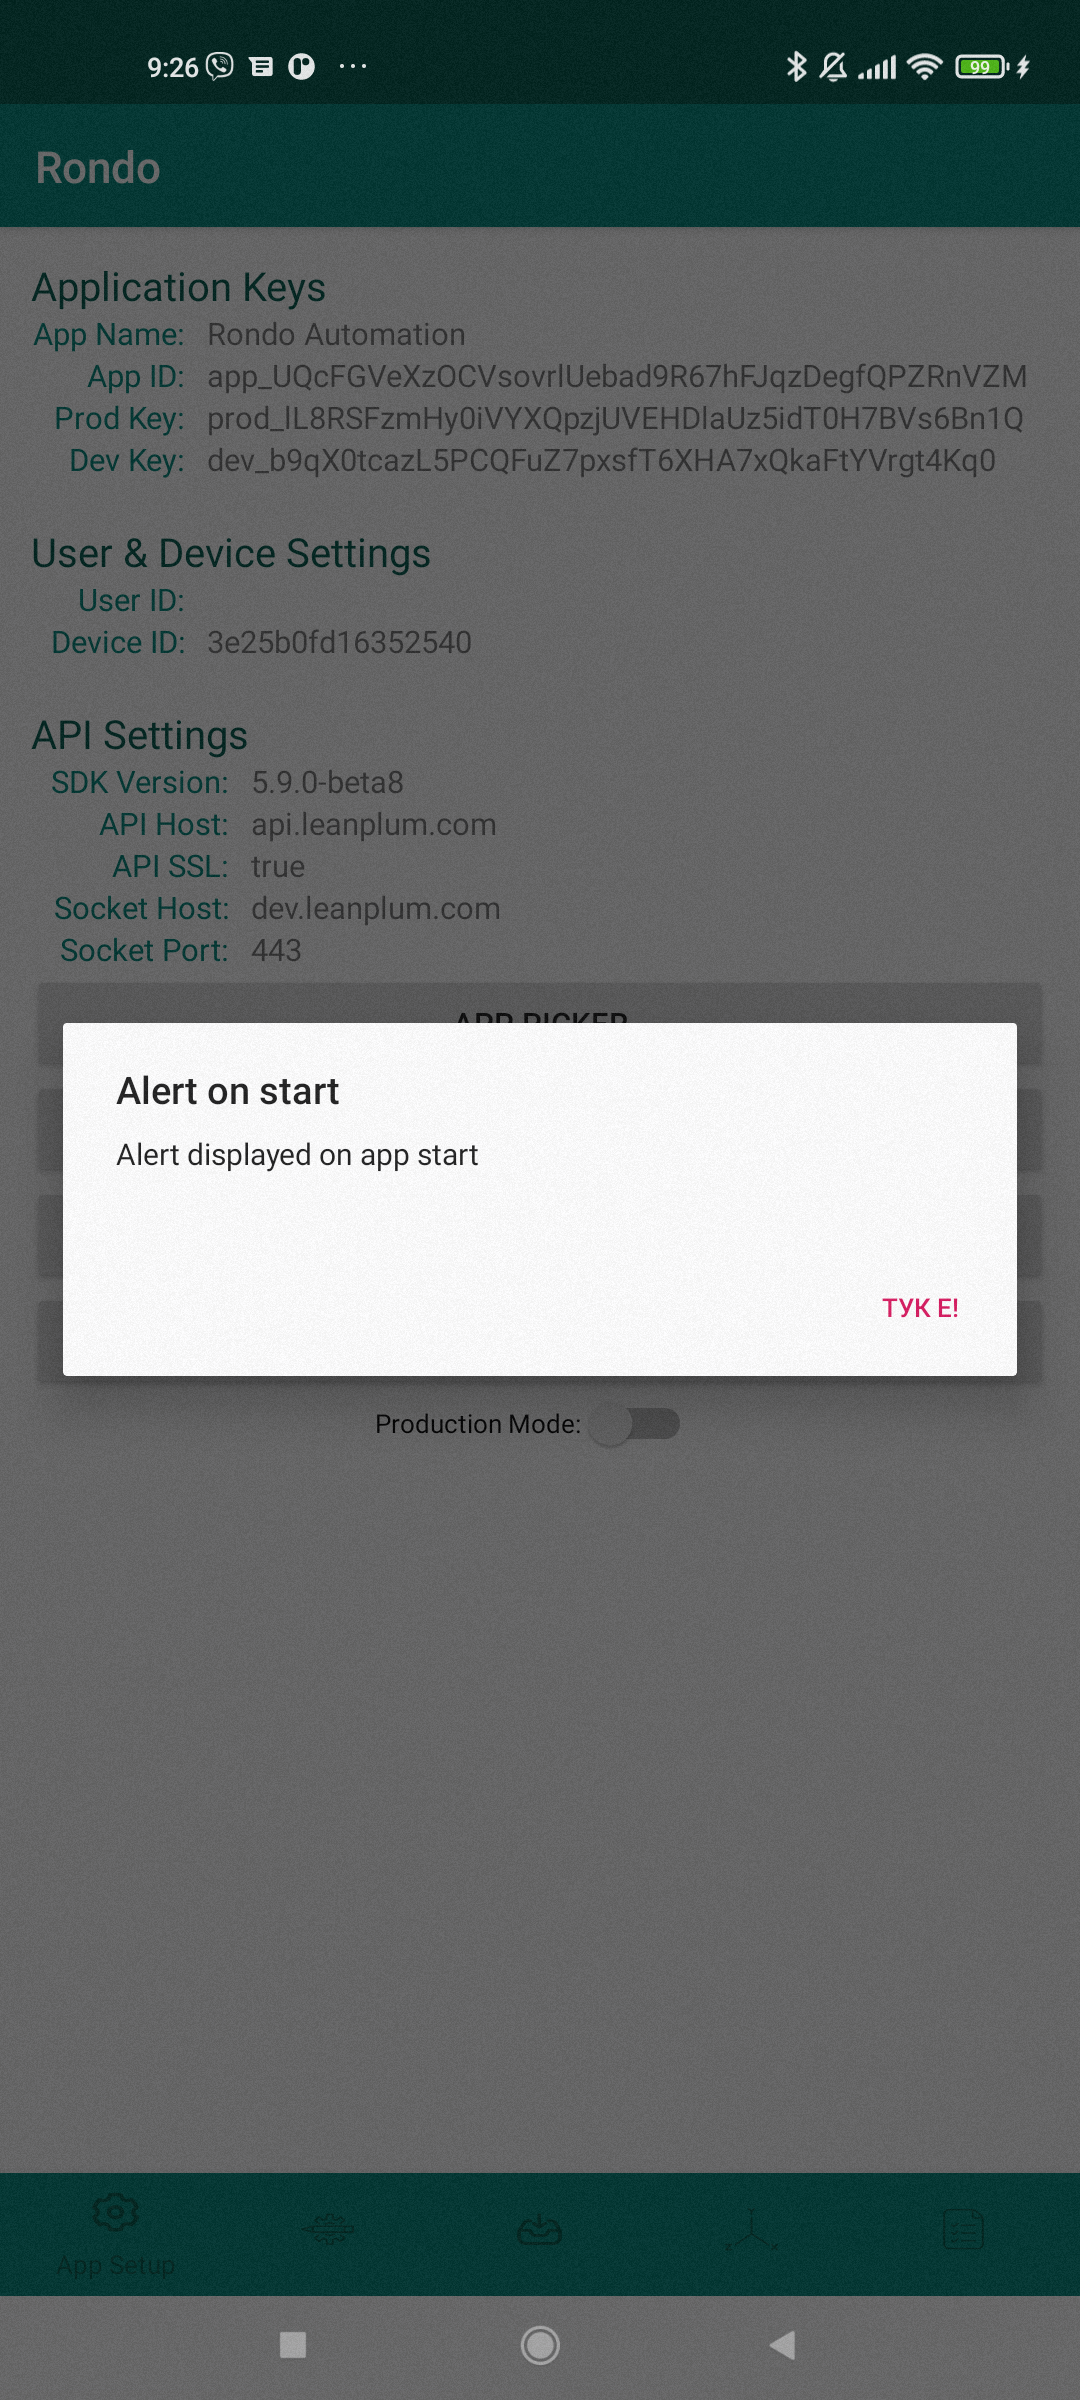 9:26
99
Rondo
Application Keys
App Name: Rondo Automation
App ID: app_UQcFGVeXzOCVsovrlUebad9R67hFJqzDegfQPZRnVZM
Prod Key: prod_lL8RSFzmHy0iVYXQpzjUVEHDlaUz5idT0H7BVs6Bn1Q
Dev Key: dev_b9qX0tcazL5PCQFuZ7pxsfT6XHA7xQkaFtYVrgt4Kq0
User & Device Settings
User ID:
Device ID: 3e25b0fd16352540
API Settings
SDK Version: 5.9.0-beta8
API Host: api.leanplum.com
API SSL: true
Socket Host: dev.leanplum.com
Socket Port: 443
APP PICKER
Alert on start
Alert displayed on app start
ТУК Е!
Production Mode:
App Setup